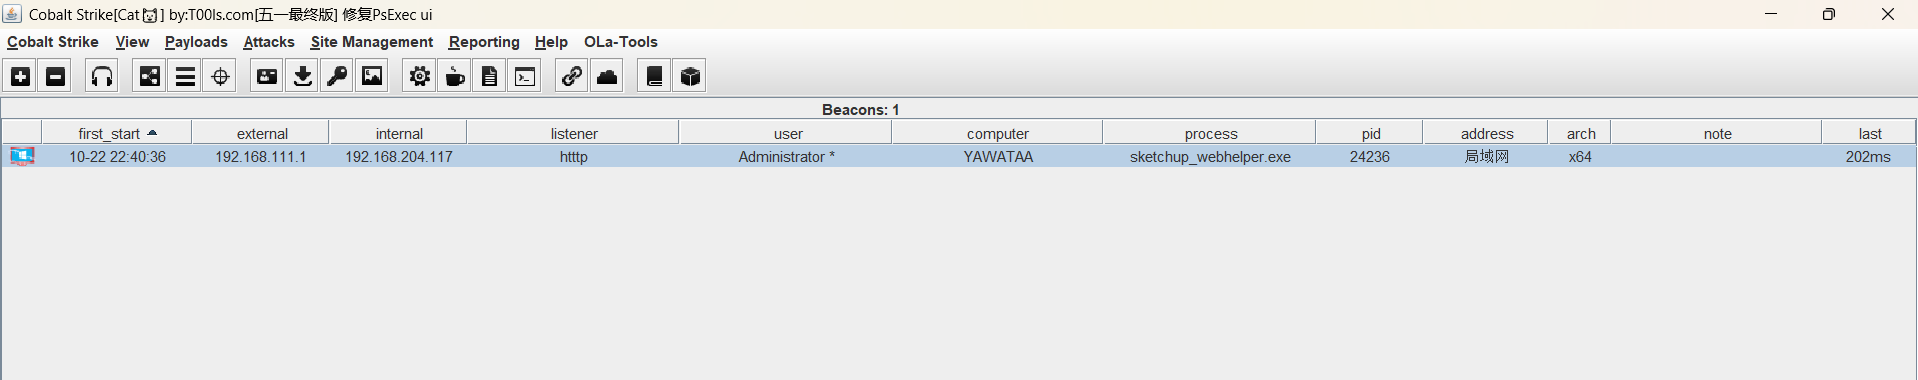 Cobalt Strike[Cat🐱] by:T00ls.com[五一最终版] 修复PsExec ui
Cobalt Strike View Payloads Attacks Site Management Reporting Help OLa-Tools
Beacons: 1
first_start external internal listener user computer process pid address arch note last
10-22 22:40:36 192.168.111.1 192.168.204.117 htttp Administrator * YAWATAA sketchup_webhelper.exe 24236 局域网 x64 202ms